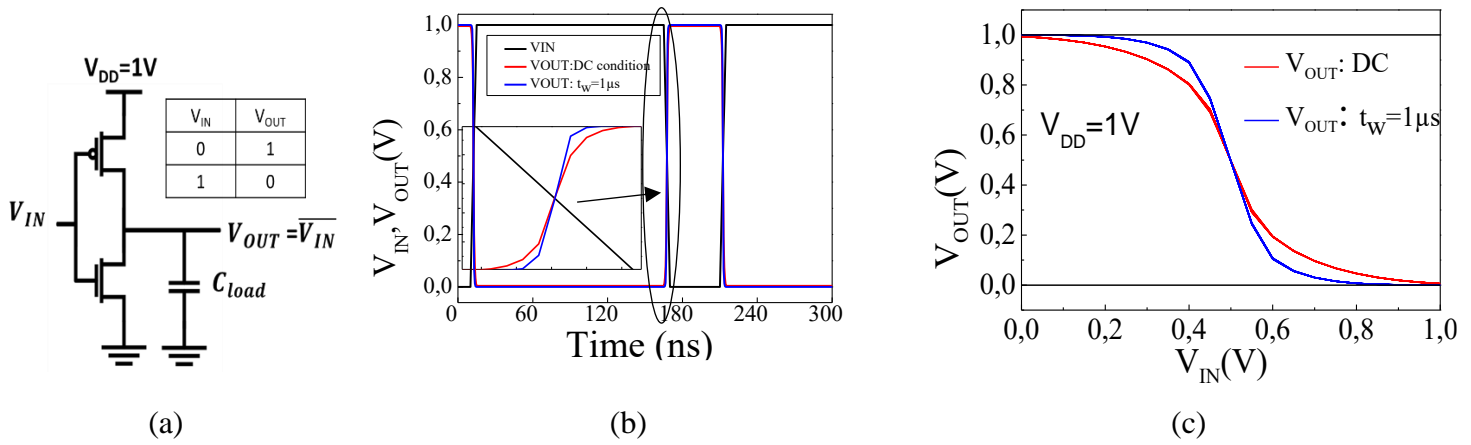 V_DD=1V
V_IN V_OUT
0 1
1 0
V_IN
V_OUT = \overline{V_IN}
C_load
(a)
V_IN, V_OUT(V)
1,0
0,8
0,6
0,4
0,2
1,0
VIN
VOUT:DC condition
VOUT: t_w=1µs
0 60 120 180 240 300
Time (ns)
(b)
V_OUT(V)
1.0
0.8
0.6
0.4
0.2
0.0
V_OUT: DC
V_OUT: t_w=1µs
V_DD=1V
0,0 0,2 0,4 0,6 0,8 1,0
V_IN(V)
(c)